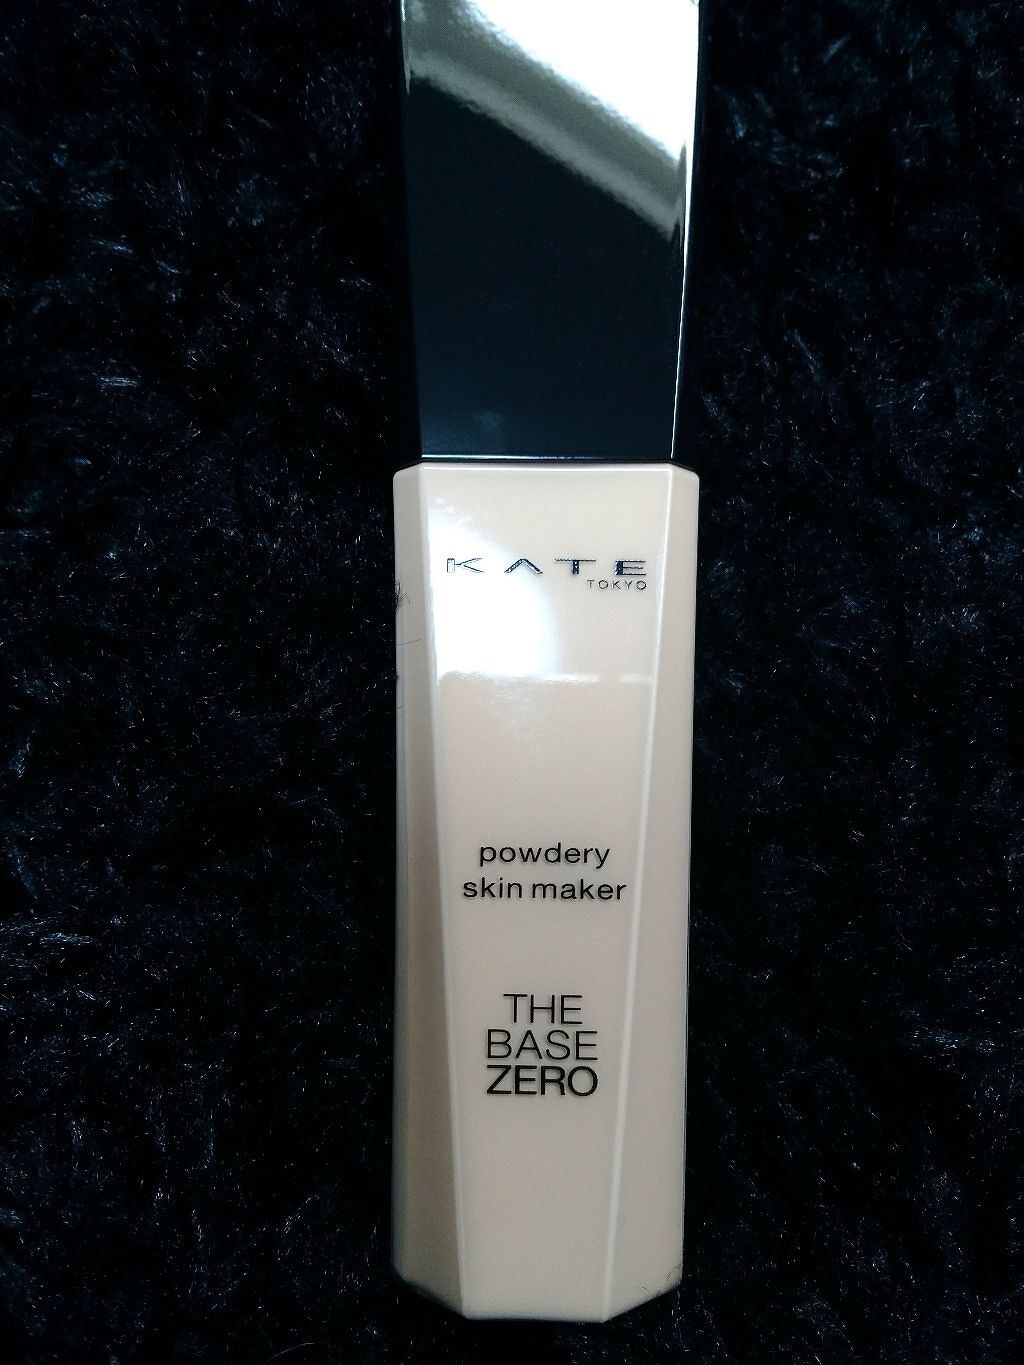 KATE
TOKYO
powdery
skin maker
THE
BASE
ZERO